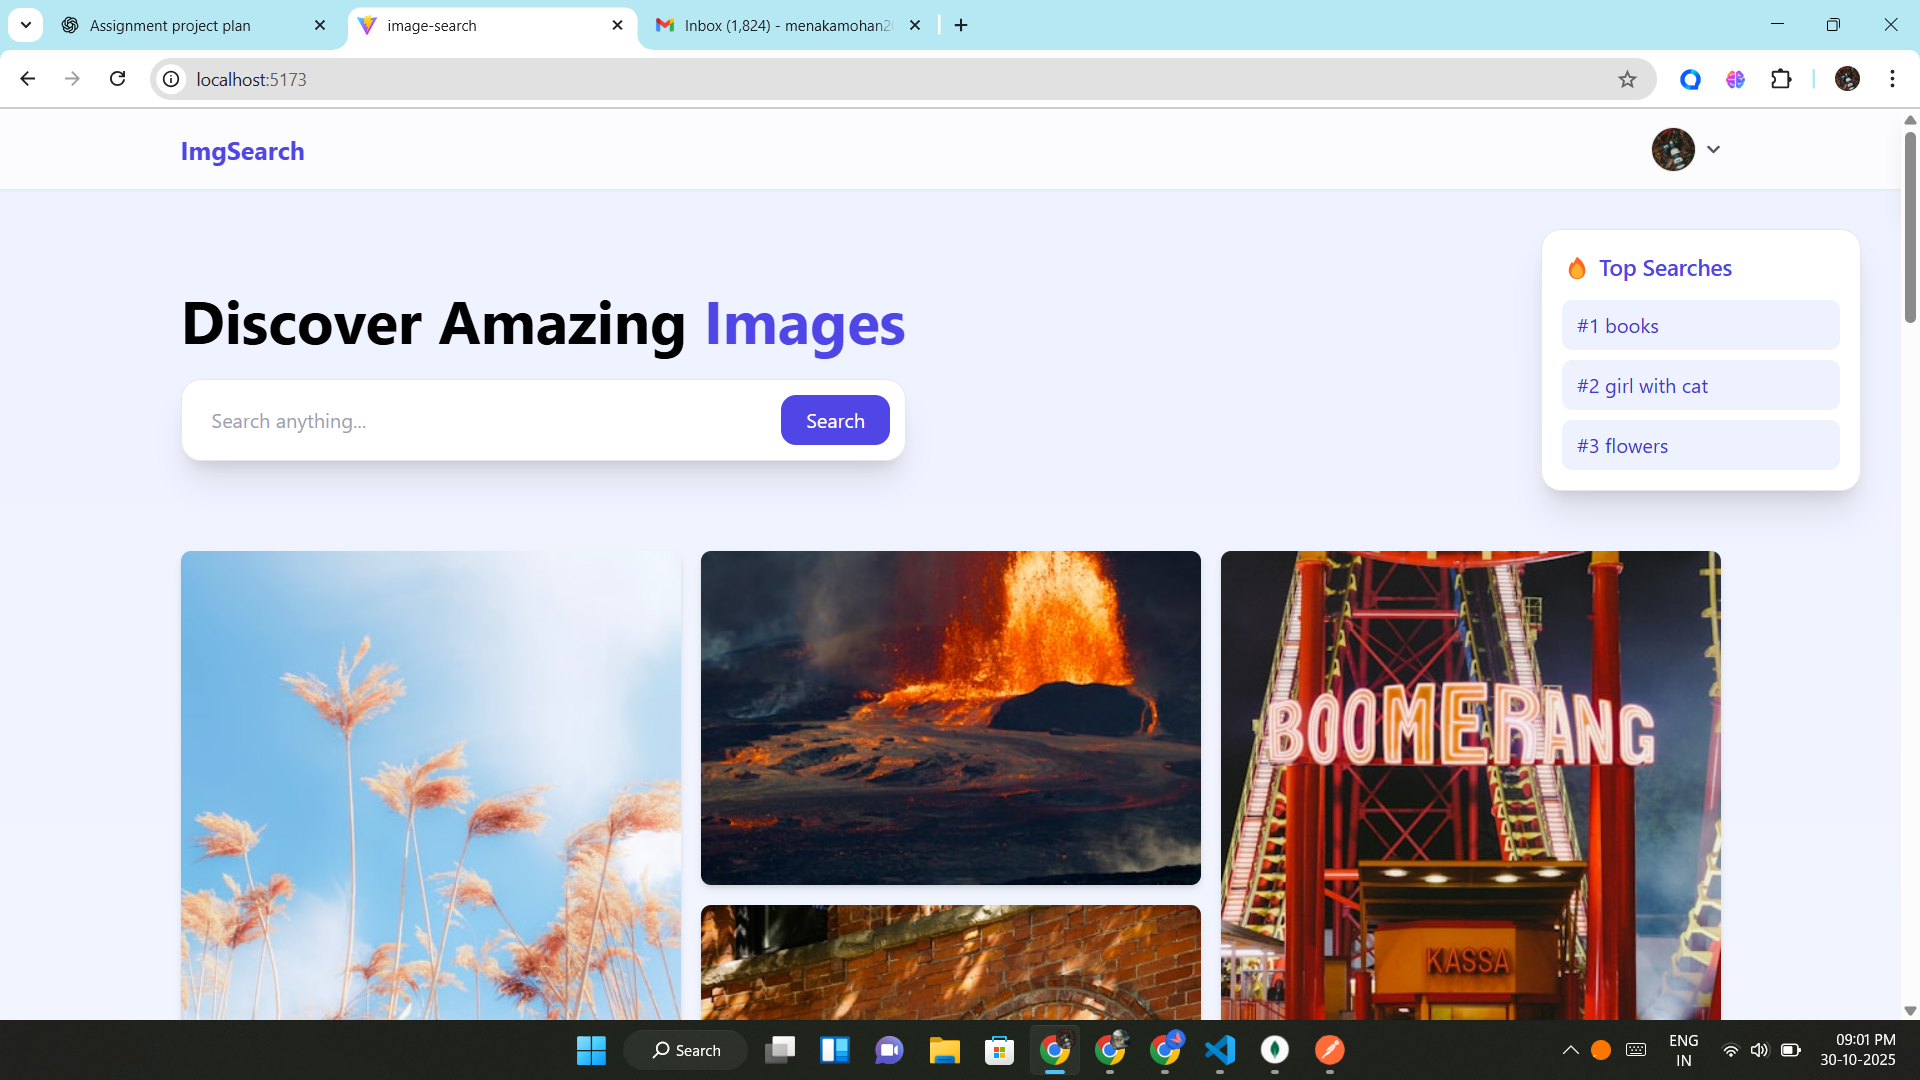 Assignment project plan
image-search
Inbox (1,824) - menakamohan2
localhost:5173
ImgSearch
Top Searches
#1 books
#2 girl with cat
#3 flowers
Discover Amazing Images
Search anything...
Search
BOOMERANG
KASSA
Search
ENG
IN
09:01 PM
30-10-2025